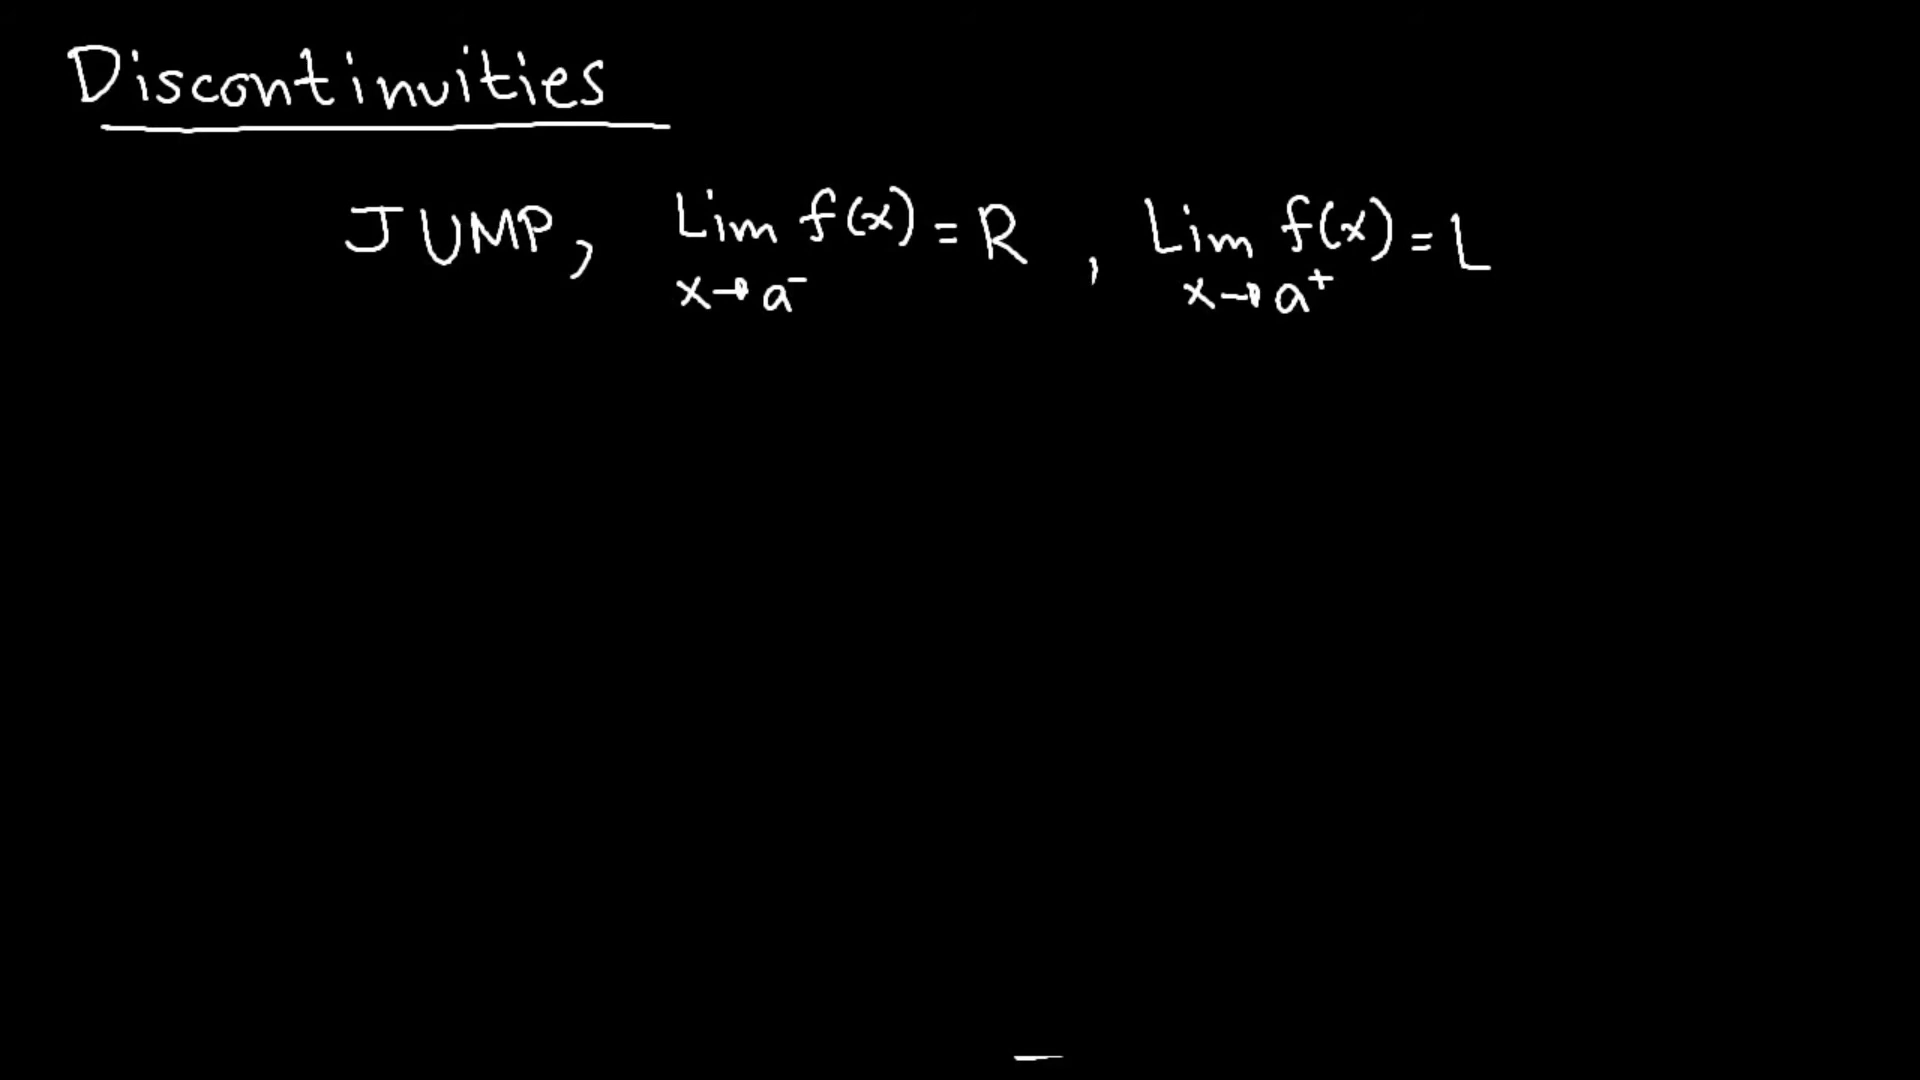 Discontinuities
JUMP, Lim f(x) = R , Lim f(x) = L
x→a⁻ x→a⁺